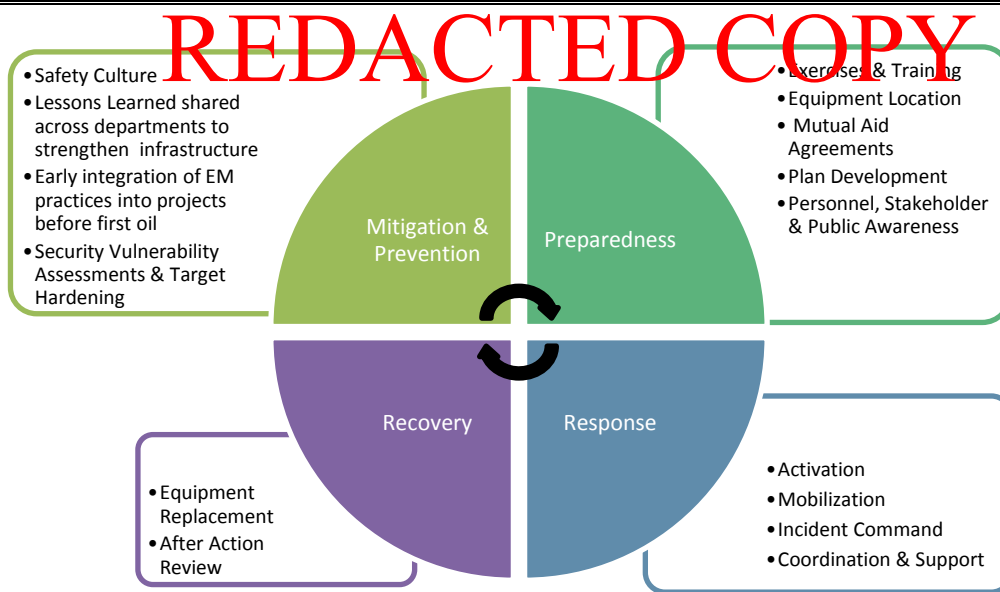 REDACTED COPY
•Safety Culture
•Lessons Learned shared
across departments to
strengthen infrastructure
•Early integration of EM
practices into projects
before first oil
•Security Vulnerability
Assessments & Target
Hardening
Mitigation &
Prevention
Preparedness
•Exercises & Training
•Equipment Location
• Mutual Aid
Agreements
•Plan Development
•Personnel, Stakeholder
& Public Awareness
Recovery
Response
•Equipment
Replacement
•After Action
Review
•Activation
•Mobilization
•Incident Command
•Coordination & Support